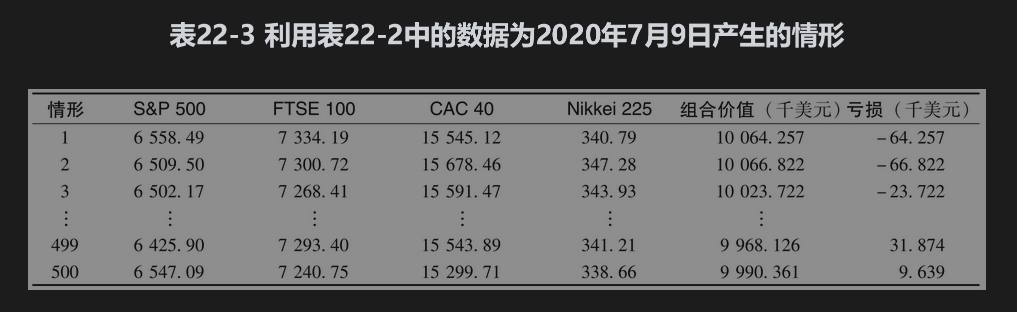 表22-3 利用表22-2中的数据为2020年7月9日产生的情形
情形 S&P 500 FTSE 100 CAC 40 Nikkei 225 组合价值（千美元） 亏损（千美元）
1 6 558.49 7 334.19 15 545.12 340.79 10 064.257 -64.257
2 6 509.50 7 300.72 15 678.46 347.28 10 066.822 -66.822
3 6 502.17 7 268.41 15 591.47 343.93 10 023.722 -23.722
⋮ ⋮ ⋮ ⋮ ⋮ ⋮
499 6 425.90 7 293.40 15 543.89 341.21 9 968.126 31.874
500 6 547.09 7 240.75 15 299.71 338.66 9 990.361 9.639